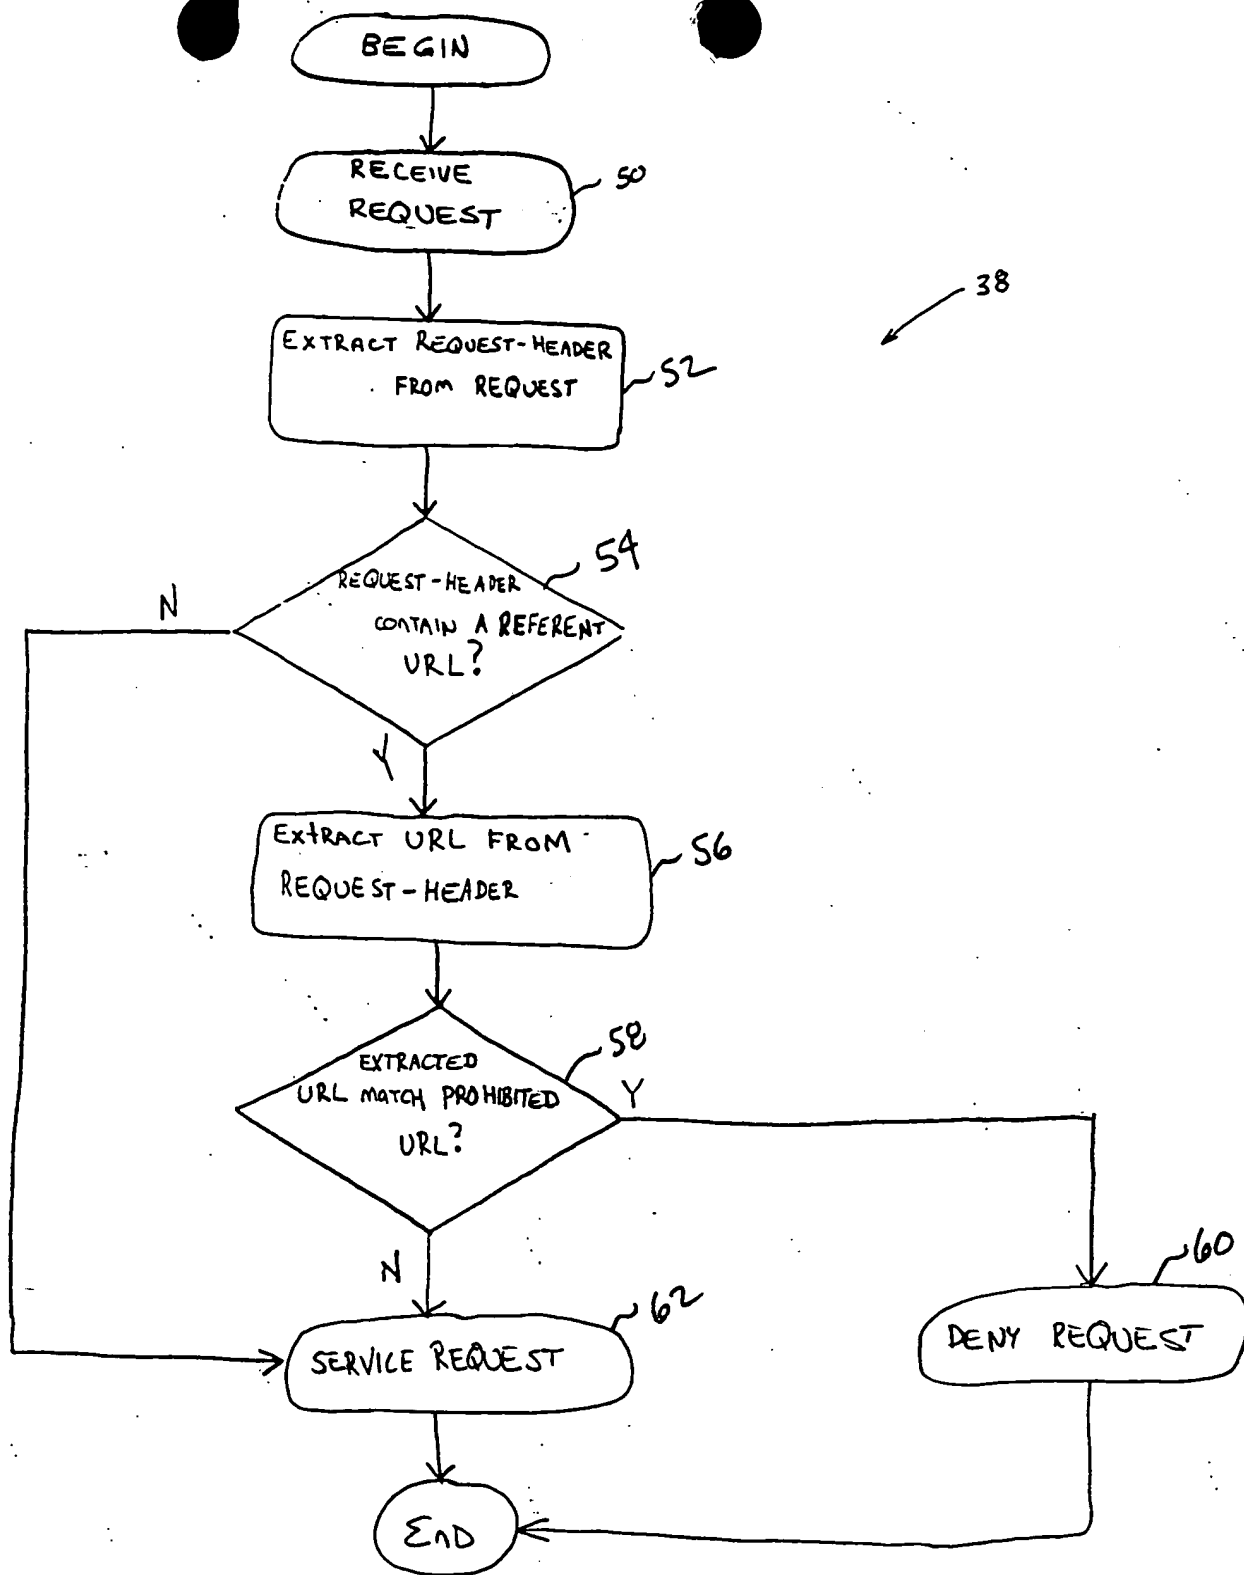 BEGIN
RECEIVE
REQUEST
50
38
EXTRACT REQUEST-HEADER
FROM REQUEST
52
54
REQUEST-HEADER
CONTAIN A REFERENT
URL?
N
Y
EXtRACT URL FROM
REQUEST-HEADER
56
58
EXTRACTED
URL MATCH PROHIBITED
URL?
Y
N
60
62
SERVICE REQUEST
DENY REQUEST
END